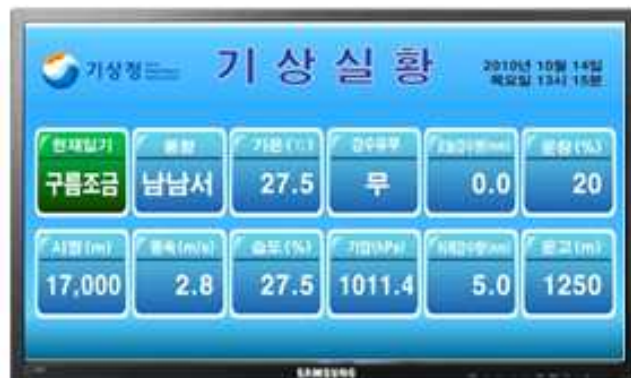 기상청
기상실황
2010년 10월 14일
목요일 13시 15분
현재일기 풍향 기온(℃) 강수유무 운량(%)
구름조금 남남서 27.5 무 0.0 20
시정(m) 풍속(m/s) 습도(%) 기압(hPa) 운고(m)
17,000 2.8 27.5 1011.4 5.0 1250
SAMSUNG